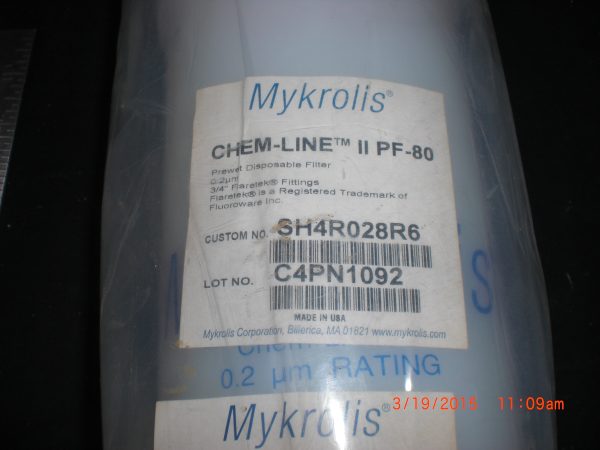 Mykrolis®
CHEM-LINE™ II PF-80
Prewet Disposable Filter
0.2µm
3/4" Flaretek® Fittings
Flaretek® is a Registered Trademark of
Fluoroware Inc.
CUSTOM NO. SH4R028R6
LOT NO. C4PN1092
MADE IN USA
Mykrolis Corporation, Billerica, MA 01821 www.mykrolis.com
0.2 µm RATING
Mykrolis®
3/19/2015 11:09am